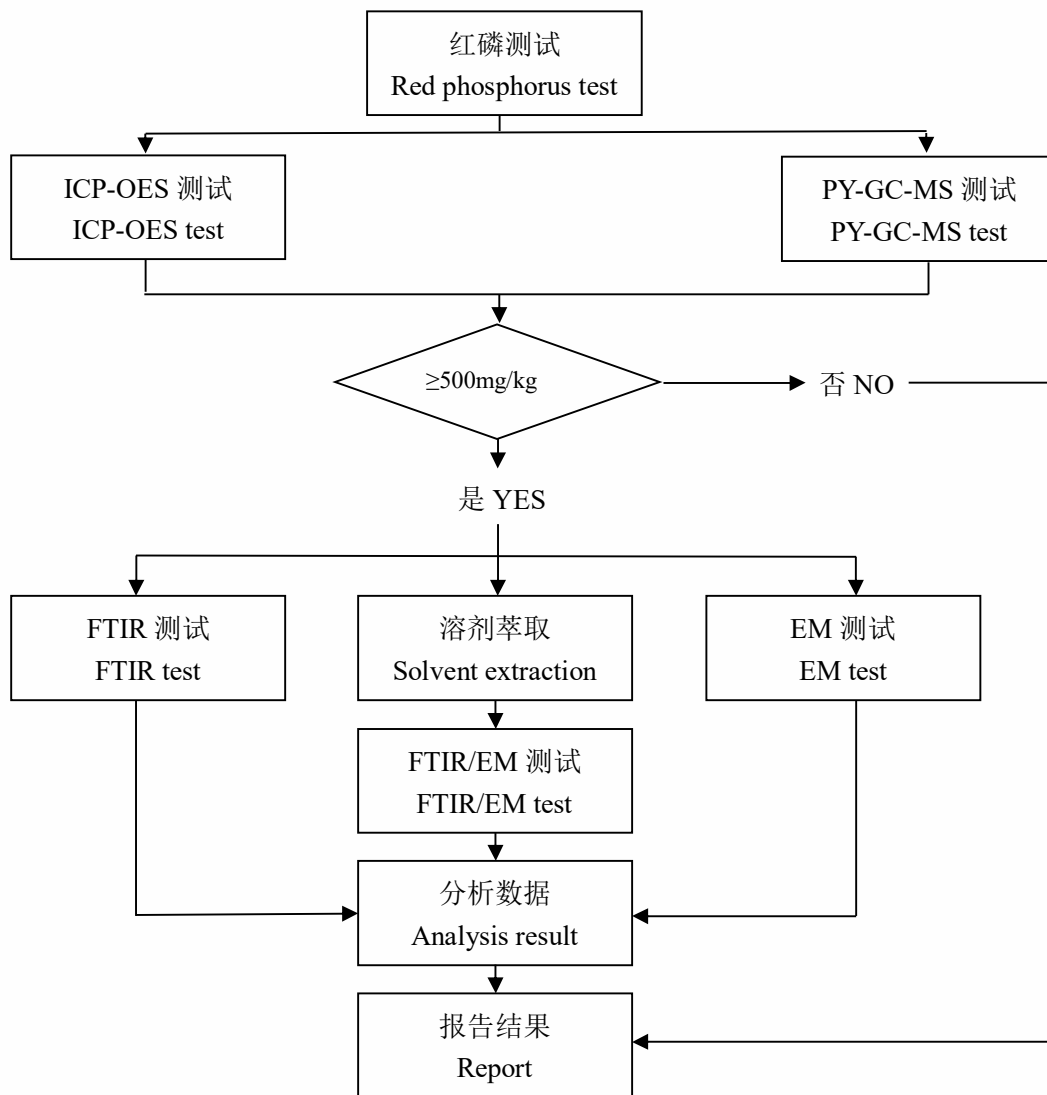 红磷测试
Red phosphorus test
ICP-OES 测试
ICP-OES test
PY-GC-MS 测试
PY-GC-MS test
≥500mg/kg
否 NO
是 YES
FTIR 测试
FTIR test
溶剂萃取
Solvent extraction
EM 测试
EM test
FTIR/EM 测试
FTIR/EM test
分析数据
Analysis result
报告结果
Report